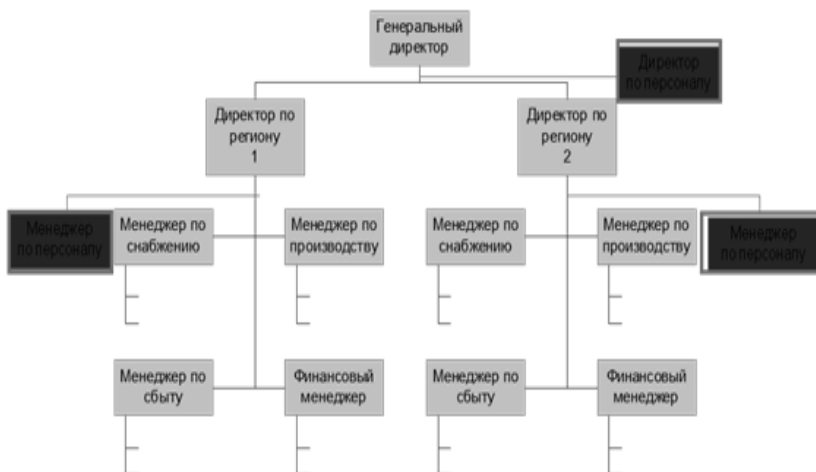 Генеральный
директор
Директор
по персоналу
Директор по
региону
1
Директор по
региону
2
Менеджер
по персоналу
Менеджер по
снабжению
Менеджер по
производству
Менеджер по
снабжению
Менеджер по
производству
Менеджер
по персоналу
Менеджер по
сбыту
Финансовый
менеджер
Менеджер по
сбыту
Финансовый
менеджер